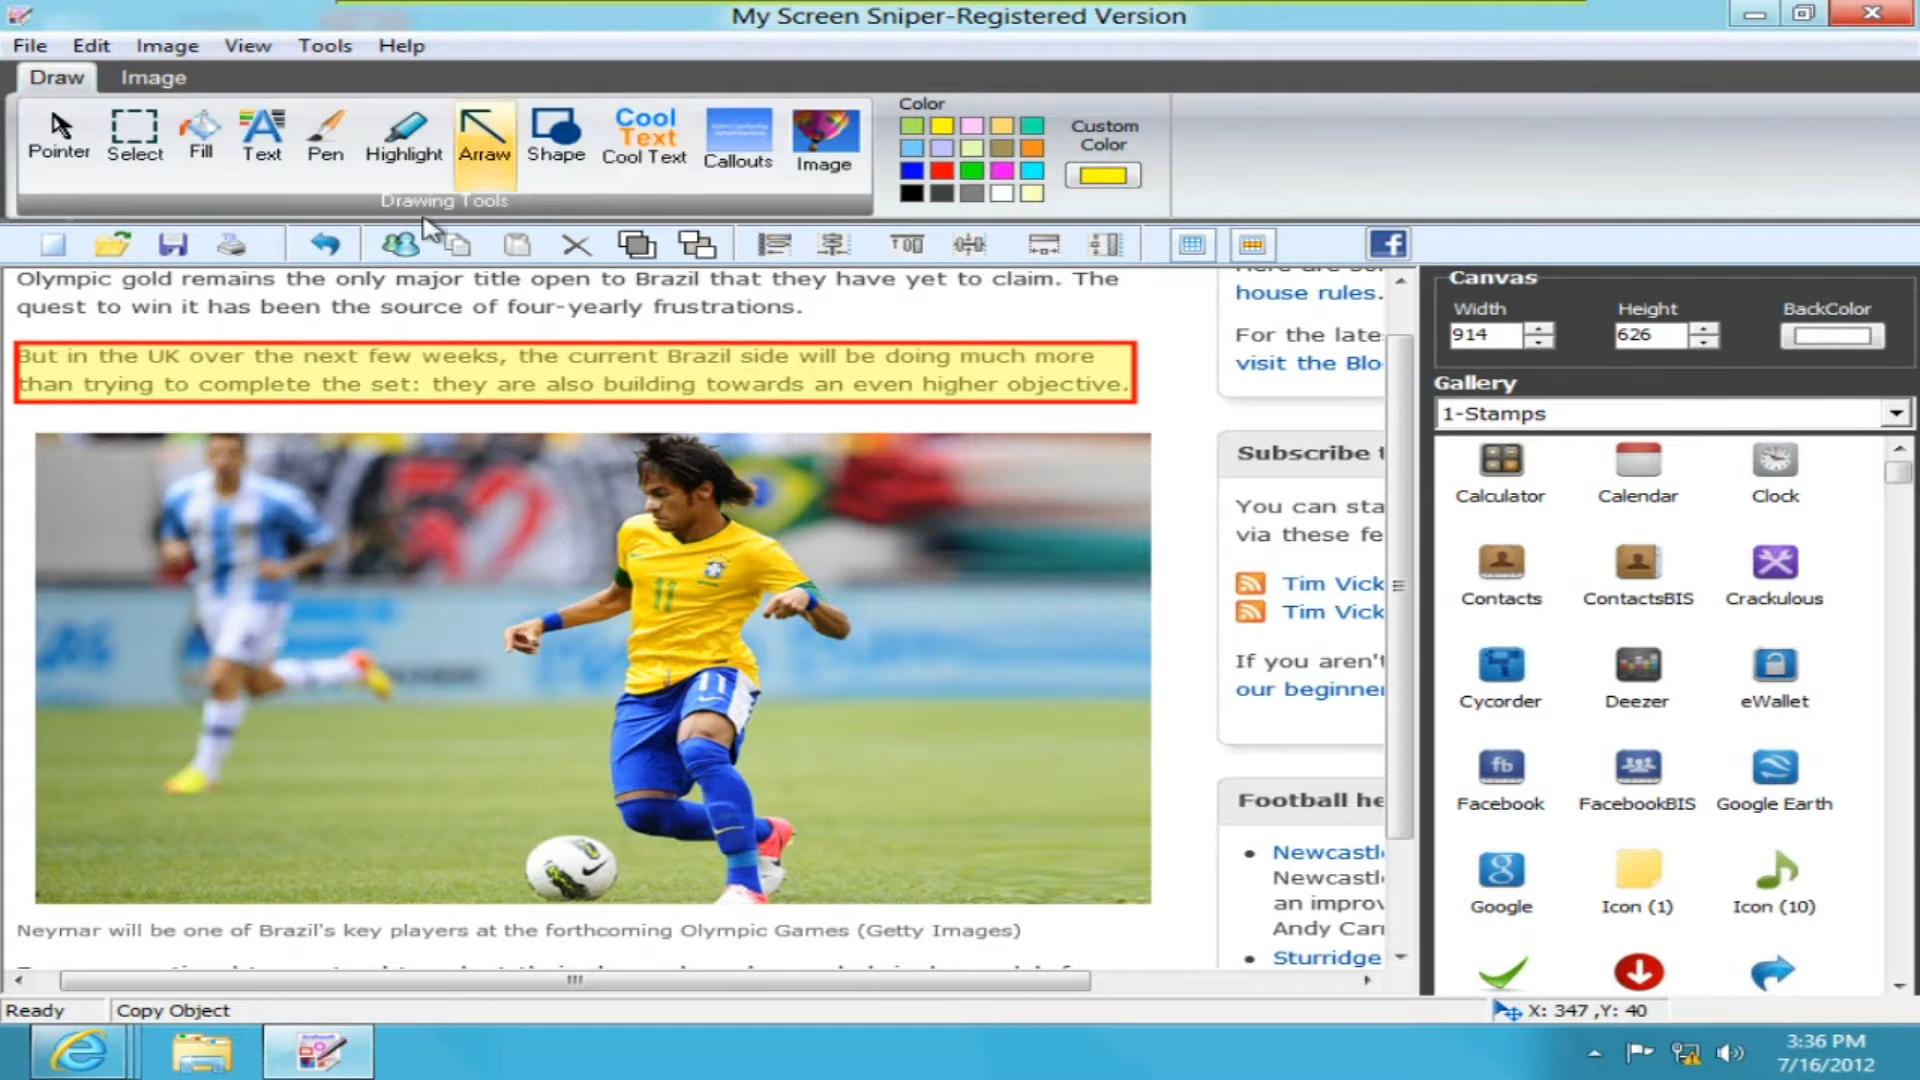 My Screen Sniper-Registered Version
File Edit Image View Tools Help
Draw Image
Pointer Select Fill Text Pen Highlight Arraw Shape Cool Text Cool Text Callouts Image
Drawing Tools
Color
Custom Color
Olympic gold remains the only major title open to Brazil that they have yet to claim. The
quest to win it has been the source of four-yearly frustrations.
But in the UK over the next few weeks, the current Brazil side will be doing much more
than trying to complete the set: they are also building towards an even higher objective.
11
11
Neymar will be one of Brazil's key players at the forthcoming Olympic Games (Getty Images)
house rules.
For the late
visit the Blo
Subscribe t
You can sta
via these fe
Tim Vick
Tim Vick
If you aren't
our beginner
Football he
Newcastl
Newcastl
an improv
Andy Carr
Sturridge
Canvas
Width Height BackColor
914 626
Gallery
1-Stamps
Calculator Calendar Clock
Contacts ContactsBIS Crackulous
Cycorder Deezer eWallet
fb
Facebook FacebookBIS Google Earth
g
Google Icon (1) Icon (10)
Ready Copy Object X: 347 ,Y: 40
3:36 PM
7/16/2012